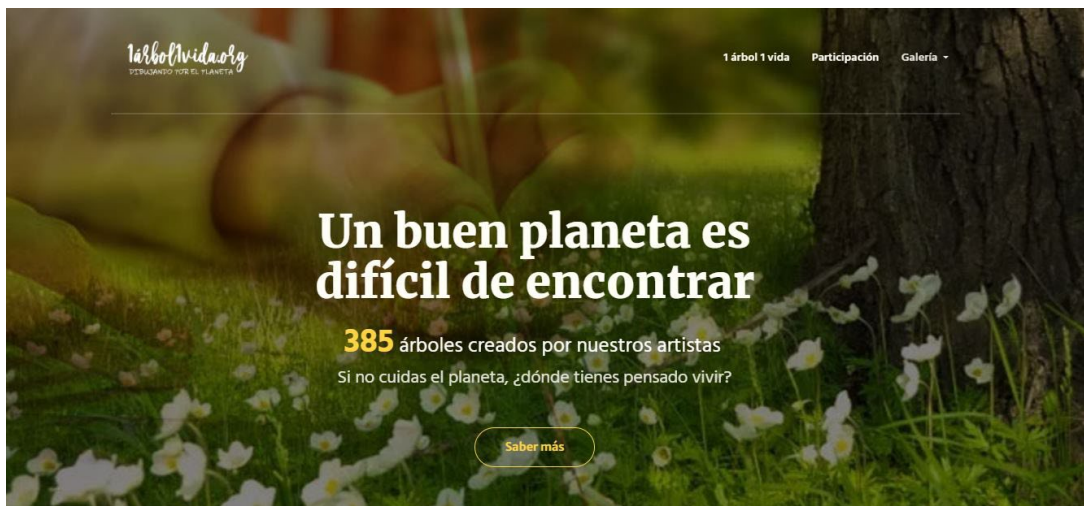 1árbol1vida.org
DIBUJANDO POR EL PLANETA
1 árbol 1 vida Participación Galería
Un buen planeta es
difícil de encontrar
385 árboles creados por nuestros artistas
Si no cuidas el planeta, ¿dónde tienes pensado vivir?
Saber más